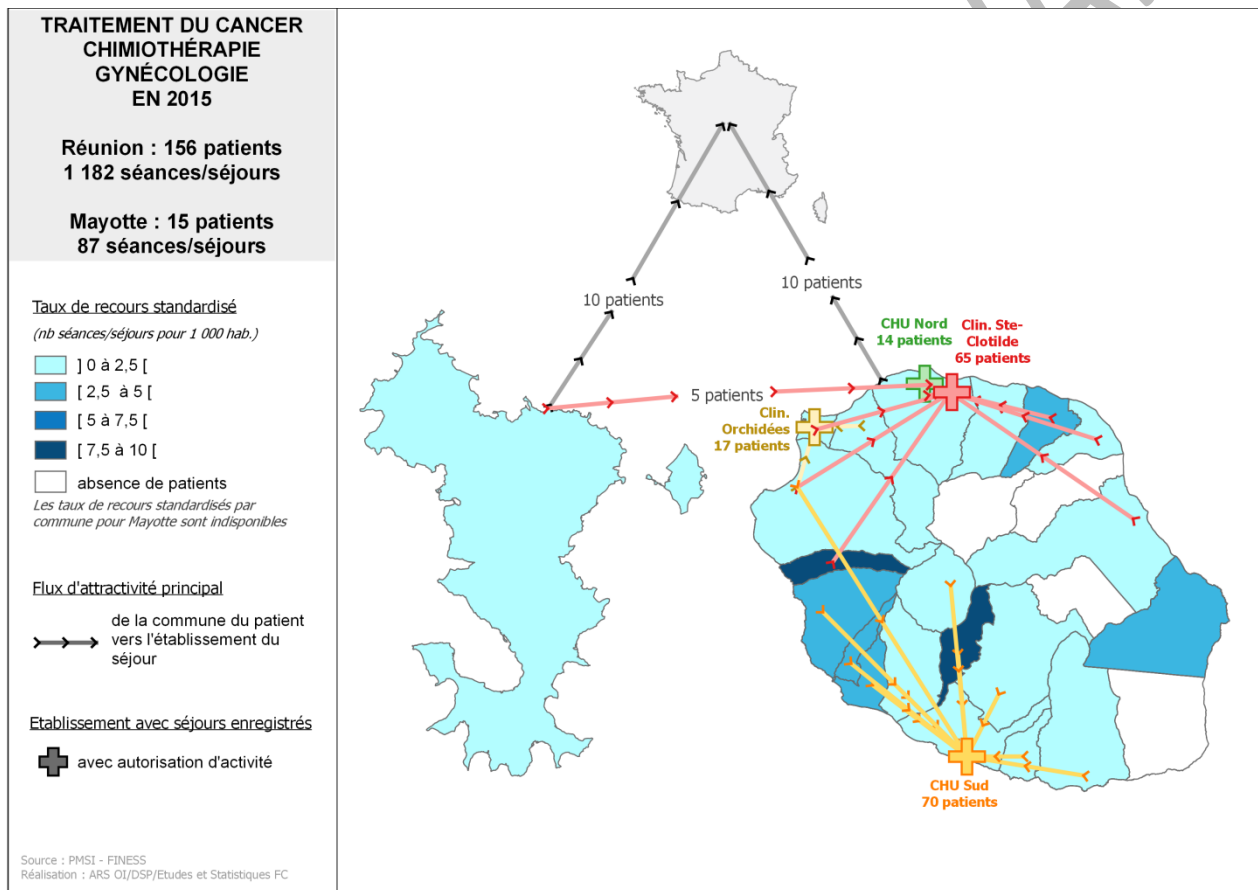 TRAITEMENT DU CANCER
CHIMIOTHÉRAPIE
GYNÉCOLOGIE
EN 2015
Réunion : 156 patients
1 182 séances/séjours
Mayotte : 15 patients
87 séances/séjours
Taux de recours standardisé
(nb séances/séjours pour 1 000 hab.)
] 0 à 2,5 [
[ 2,5 à 5 [
[ 5 à 7,5 [
[ 7,5 à 10 [
absence de patients
Les taux de recours standardisés par
commune pour Mayotte sont indisponibles
Flux d'attractivité principal
de la commune du patient
vers l'établissement du
séjour
Etablissement avec séjours enregistrés
avec autorisation d'activité
Source : PMSI - FINESS
Réalisation : ARS OI/DSP/Etudes et Statistiques FC
10 patients
10 patients
5 patients
CHU Nord
14 patients
Clin. Ste-
Clotilde
65 patients
Clin.
Orchidées
17 patients
CHU Sud
70 patients